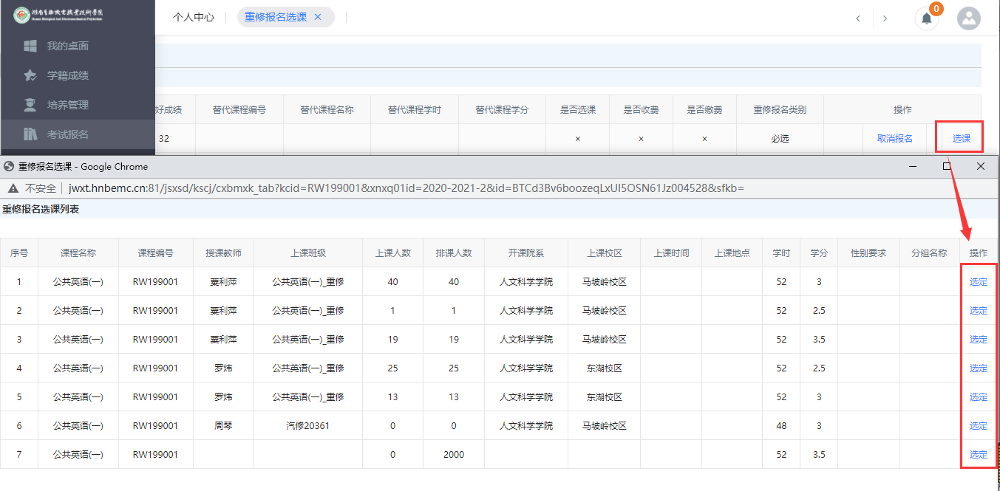 湖南生物机电职业技术学院
Hunan Biological And Electromechanical Polytechnic
个人中心 重修报名选课 ×
0
我的桌面
学籍成绩
培养管理
考试报名
好成绩 替代课程编号 替代课程名称 替代课程学时 替代课程学分 是否选课 是否收费 是否缴费 重修报名类别 操作
32 × × × 必选 取消报名 选课
重修报名选课 - Google Chrome
不安全 jwxt.hnbemc.cn:81/jsxsd/kscj/cxbmxk_tab?kcid=RW199001&xnxq01id=2020-2021-2&id=BTCd3Bv6boozeqLxUI5OSN61Jz004528&sfkb=
重修报名选课列表
序号 课程名称 课程编号 授课教师 上课班级 上课人数 排课人数 开课院系 上课校区 上课时间 上课地点 学时 学分 性别要求 分组名称 操作
1 公共英语(一) RW199001 粟利萍 公共英语(一)_重修 40 40 人文科学学院 马坡岭校区 52 3 选定
2 公共英语(一) RW199001 粟利萍 公共英语(一)_重修 1 1 人文科学学院 马坡岭校区 52 2.5 选定
3 公共英语(一) RW199001 粟利萍 公共英语(一)_重修 19 19 人文科学学院 马坡岭校区 52 3.5 选定
4 公共英语(一) RW199001 罗炜 公共英语(一)_重修 25 25 人文科学学院 东湖校区 52 2.5 选定
5 公共英语(一) RW199001 罗炜 公共英语(一)_重修 13 13 人文科学学院 东湖校区 52 3 选定
6 公共英语(一) RW199001 周琴 汽修20361 0 0 人文科学学院 马坡岭校区 48 3 选定
7 公共英语(一) RW199001 0 2000 52 3.5 选定